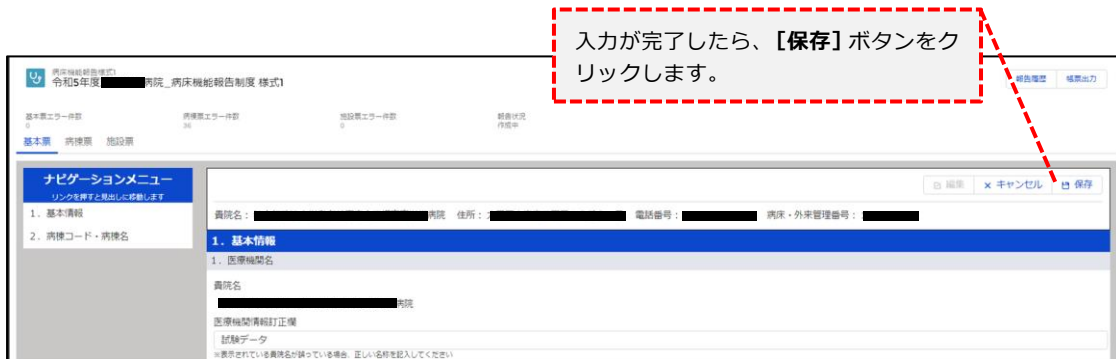 入力が完了したら、[保存] ボタンをク
リックします。
病床機能報告様式1
令和5年度 病院_病床機能報告制度 様式1
報告履歴 帳票出力
基本票エラー件数 病棟票エラー件数 施設票エラー件数 報告状況
0 36 0 作成中
基本票 病棟票 施設票
ナビゲーションメニュー
リンクを押すと見出しに移動します
1. 基本情報
2. 病棟コード・病棟名
編集 × キャンセル 保存
貴院名: 病院 住所: 電話番号: 病床・外来管理番号:
1. 基本情報
1. 医療機関名
貴院名
病院
医療機関情報訂正欄
試験データ
※表示されている貴院名が誤っている場合、正しい名称を記入してください